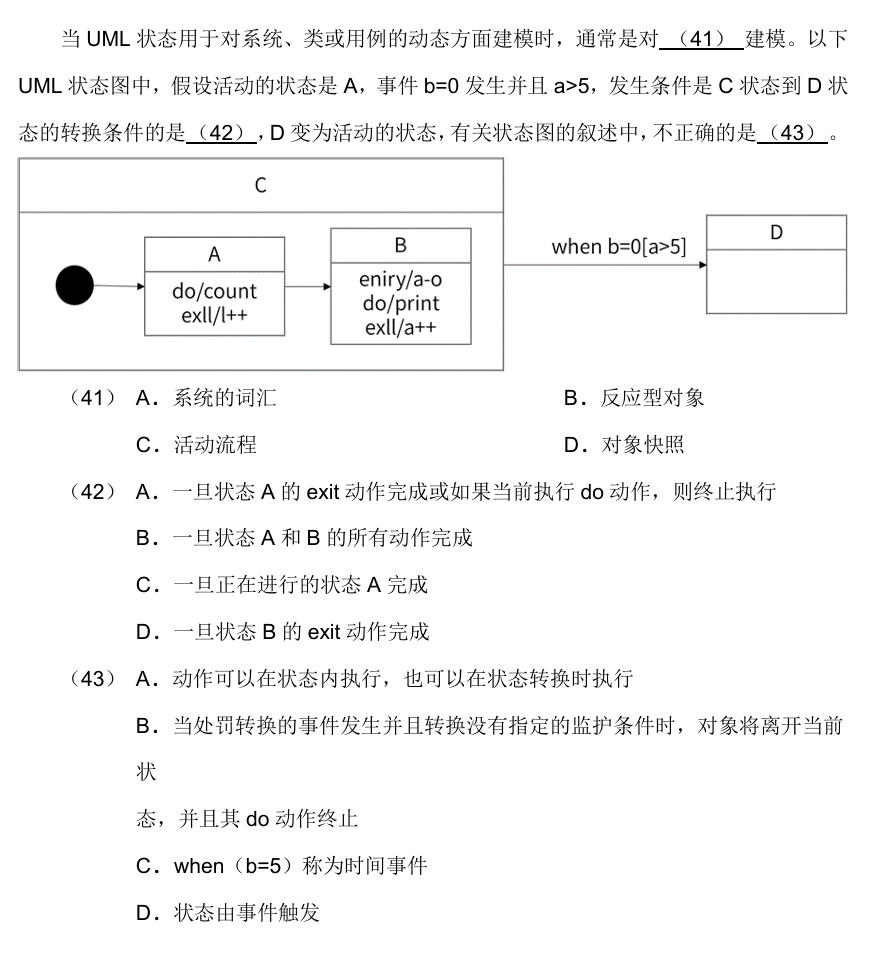 当 UML 状态用于对系统、类或用例的动态方面建模时，通常是对 （41） 建模。以下
UML 状态图中，假设活动的状态是 A，事件 b=0 发生并且 a>5，发生条件是 C 状态到 D 状
态的转换条件的是 （42） ，D 变为活动的状态，有关状态图的叙述中，不正确的是 （43） 。
C
A
do/count
exll/l++
B
eniry/a-o
do/print
exll/a++
when b=0[a>5]
D
（41） A．系统的词汇 B．反应型对象
C．活动流程 D．对象快照
（42） A．一旦状态 A 的 exit 动作完成或如果当前执行 do 动作，则终止执行
B．一旦状态 A 和 B 的所有动作完成
C．一旦正在进行的状态 A 完成
D．一旦状态 B 的 exit 动作完成
（43） A．动作可以在状态内执行，也可以在状态转换时执行
B．当处罚转换的事件发生并且转换没有指定的监护条件时，对象将离开当前
状
态，并且其 do 动作终止
C．when（b=5）称为时间事件
D．状态由事件触发